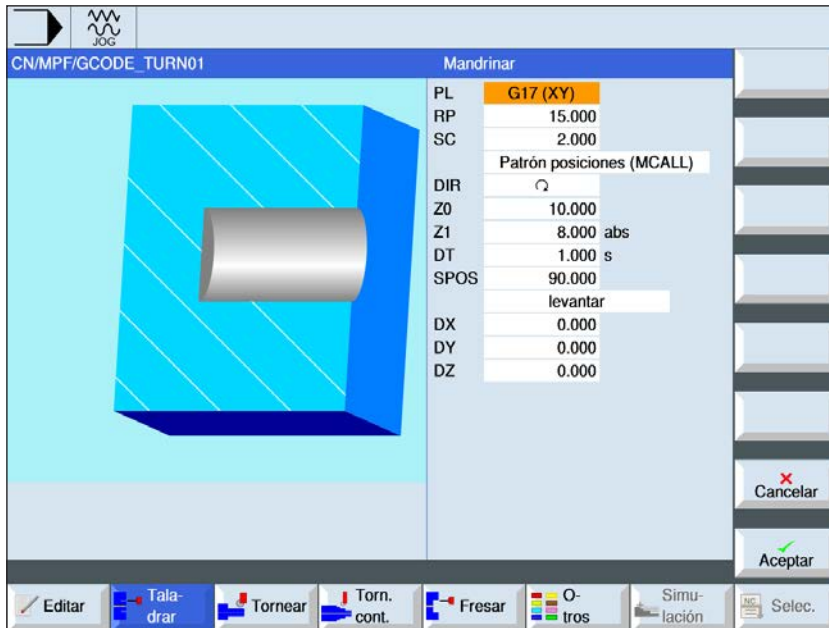 JOG
CN/MPF/GCODE_TURN01
Mandrinar
PL G17 (XY)
RP 15.000
SC 2.000
Patrón posiciones (MCALL)
DIR
Z0 10.000
Z1 8.000 abs
DT 1.000 s
SPOS 90.000
levantar
DX 0.000
DY 0.000
DZ 0.000
Cancelar
Aceptar
Editar
Tala-
drar
Tornear
Torn.
cont.
Fresar
O-
tros
Simu-
lación
NC
Selec.